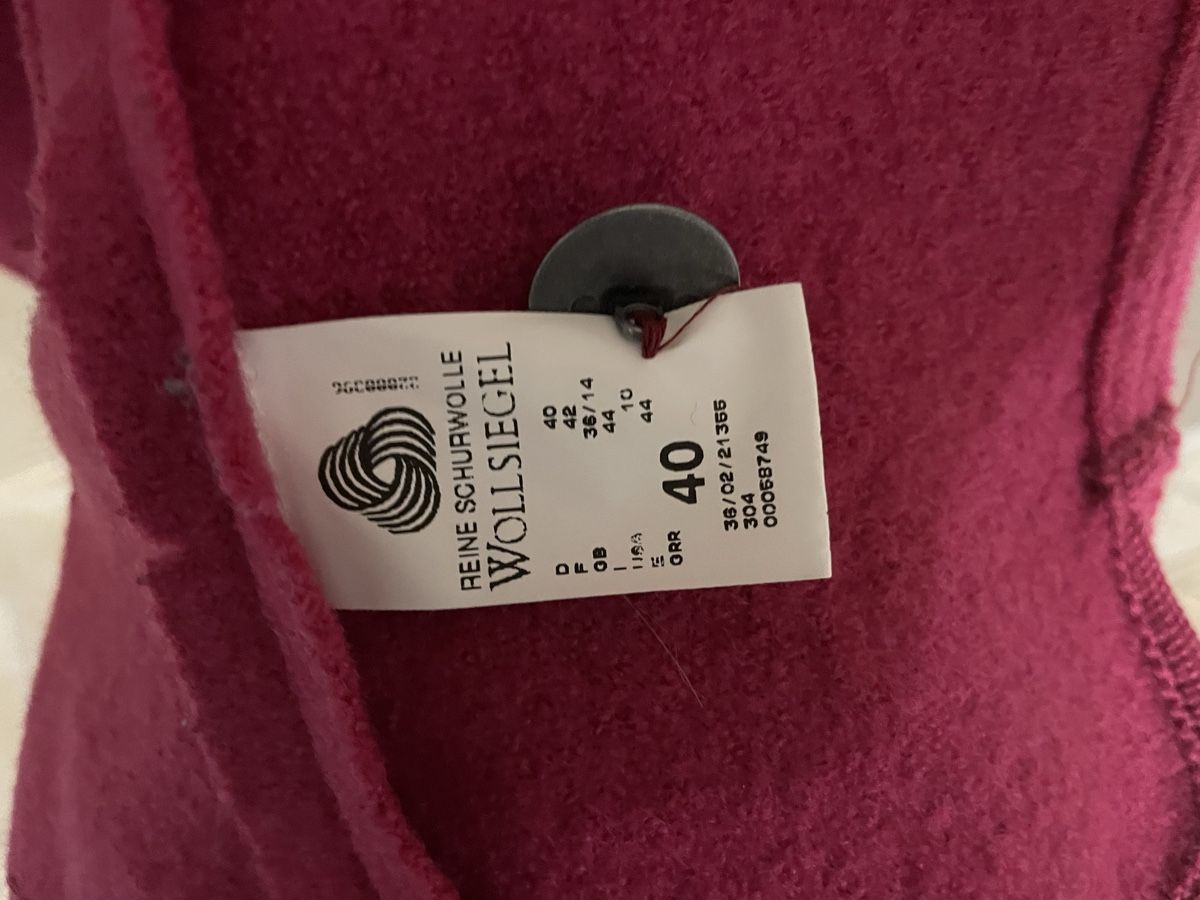 REINE SCHURWOLLE
WOLLSIEGEL
D 40
F 42
GB 36/14
I 44
USA 10
E 44
GRR 40
36/02/21355
304
00058749